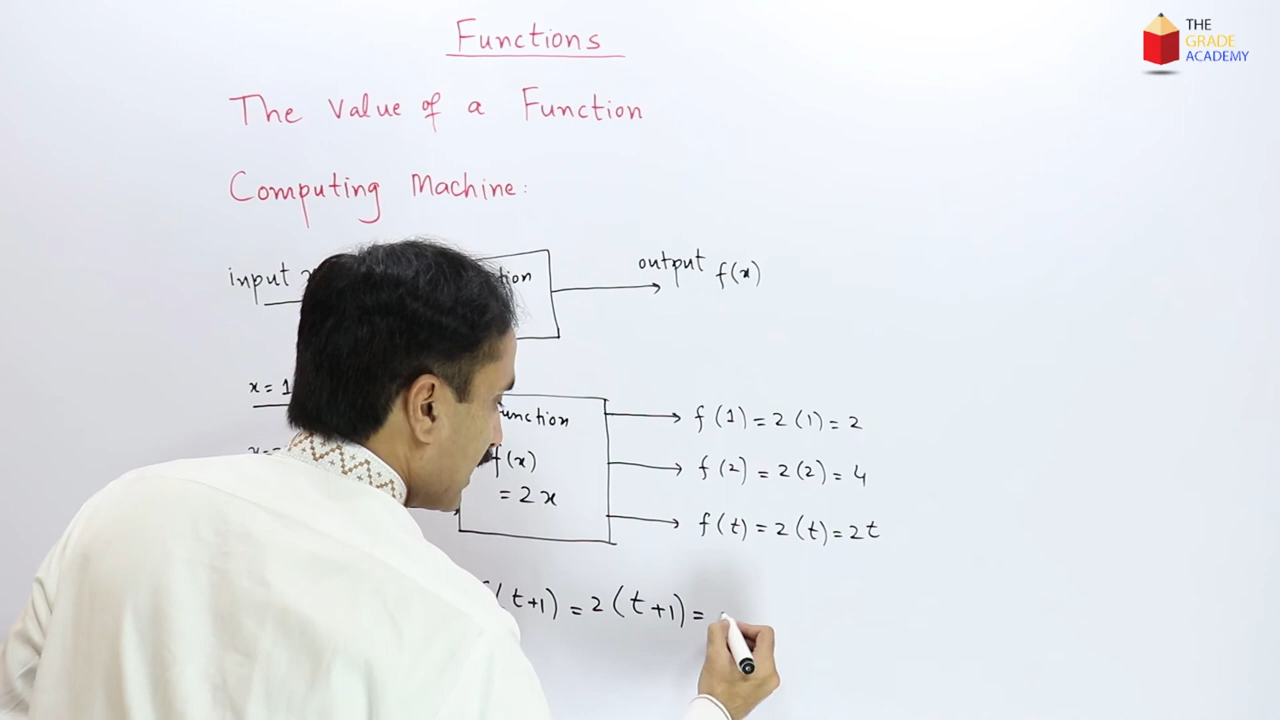 Functions
THE
GRADE
ACADEMY
The Value of a Function
Computing Machine:
input
output f(x)
x = 1
f(1) = 2(1) = 2
f(x)
f(2) = 2(2) = 4
= 2x
f(t) = 2(t) = 2t
(t+1) = 2(t+1) =